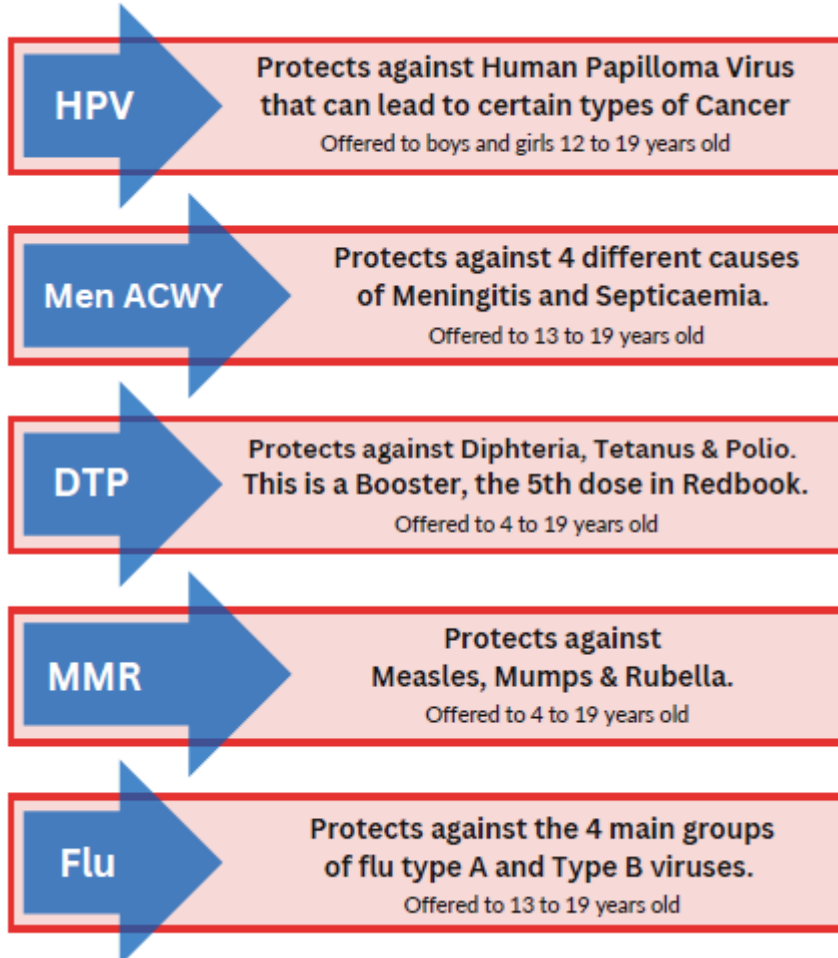 HPV
Protects against Human Papilloma Virus
that can lead to certain types of Cancer
Offered to boys and girls 12 to 19 years old
Men ACWY
Protects against 4 different causes
of Meningitis and Septicaemia.
Offered to 13 to 19 years old
DTP
Protects against Diphteria, Tetanus & Polio.
This is a Booster, the 5th dose in Redbook.
Offered to 4 to 19 years old
MMR
Protects against
Measles, Mumps & Rubella.
Offered to 4 to 19 years old
Flu
Protects against the 4 main groups
of flu type A and Type B viruses.
Offered to 13 to 19 years old